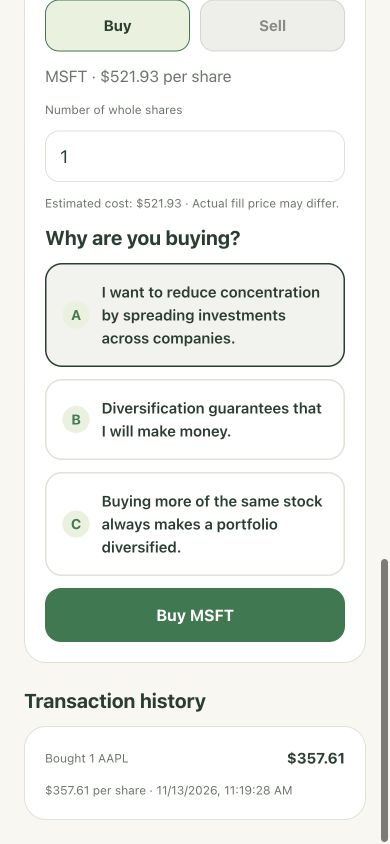 Buy
Sell
MSFT · $521.93 per share
Number of whole shares
1
Estimated cost: $521.93 · Actual fill price may differ.
Why are you buying?
A
I want to reduce concentration
by spreading investments
across companies.
B
Diversification guarantees that
I will make money.
C
Buying more of the same stock
always makes a portfolio
diversified.
Buy MSFT
Transaction history
Bought 1 AAPL
$357.61
$357.61 per share · 11/13/2026, 11:19:28 AM